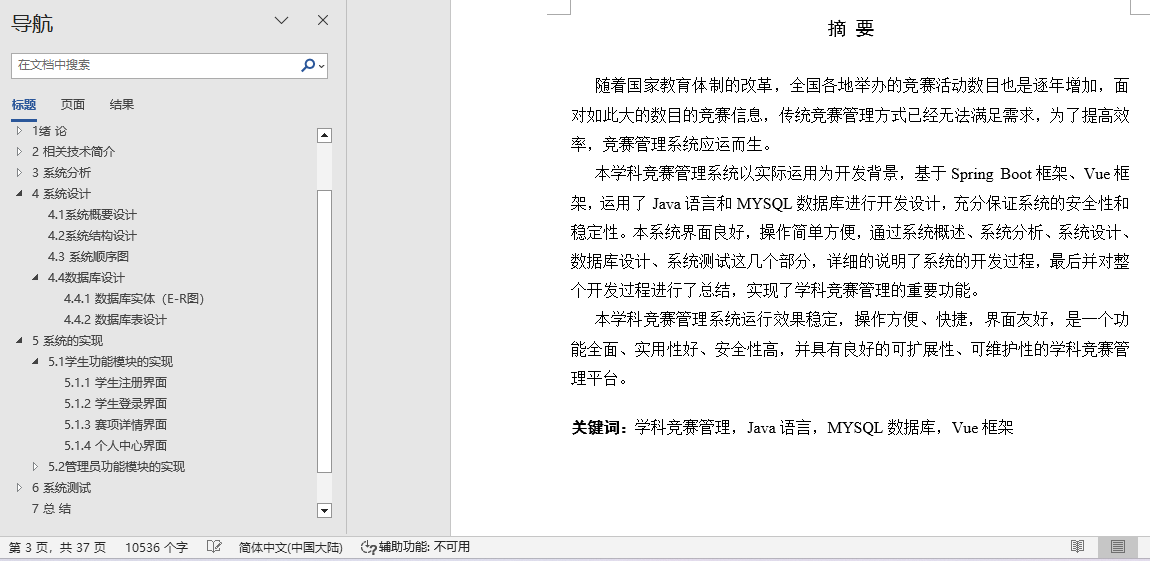 导航
在文档中搜索
标题 页面 结果
1绪 论
2 相关技术简介
3 系统分析
4 系统设计
4.1系统概要设计
4.2系统结构设计
4.3 系统顺序图
4.4数据库设计
4.4.1 数据库实体（E-R图）
4.4.2 数据库表设计
5 系统的实现
5.1学生功能模块的实现
5.1.1 学生注册界面
5.1.2 学生登录界面
5.1.3 赛项详情界面
5.1.4 个人中心界面
5.2管理员功能模块的实现
6 系统测试
7 总 结
摘 要
随着国家教育体制的改革，全国各地举办的竞赛活动数目也是逐年增加，面
对如此大的数目的竞赛信息，传统竞赛管理方式已经无法满足需求，为了提高效
率，竞赛管理系统应运而生。
本学科竞赛管理系统以实际运用为开发背景，基于 Spring Boot 框架、Vue 框
架，运用了 Java 语言和 MYSQL 数据库进行开发设计，充分保证系统的安全性和
稳定性。本系统界面良好，操作简单方便，通过系统概述、系统分析、系统设计、
数据库设计、系统测试这几个部分，详细的说明了系统的开发过程，最后并对整
个开发过程进行了总结，实现了学科竞赛管理的重要功能。
本学科竞赛管理系统运行效果稳定，操作方便、快捷，界面友好，是一个功
能全面、实用性好、安全性高，并具有良好的可扩展性、可维护性的学科竞赛管
理平台。
关键词：学科竞赛管理，Java 语言，MYSQL 数据库，Vue 框架
第 3 页，共 37 页 10536 个字 简体中文(中国大陆) 辅助功能: 不可用